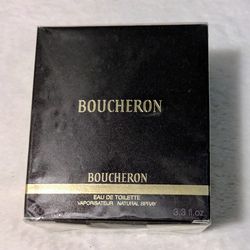 BOUCHERON
BOUCHERON
EAU DE TOILETTE
VAPORISATEUR NATURAL SPRAY
3.3 fl.oz